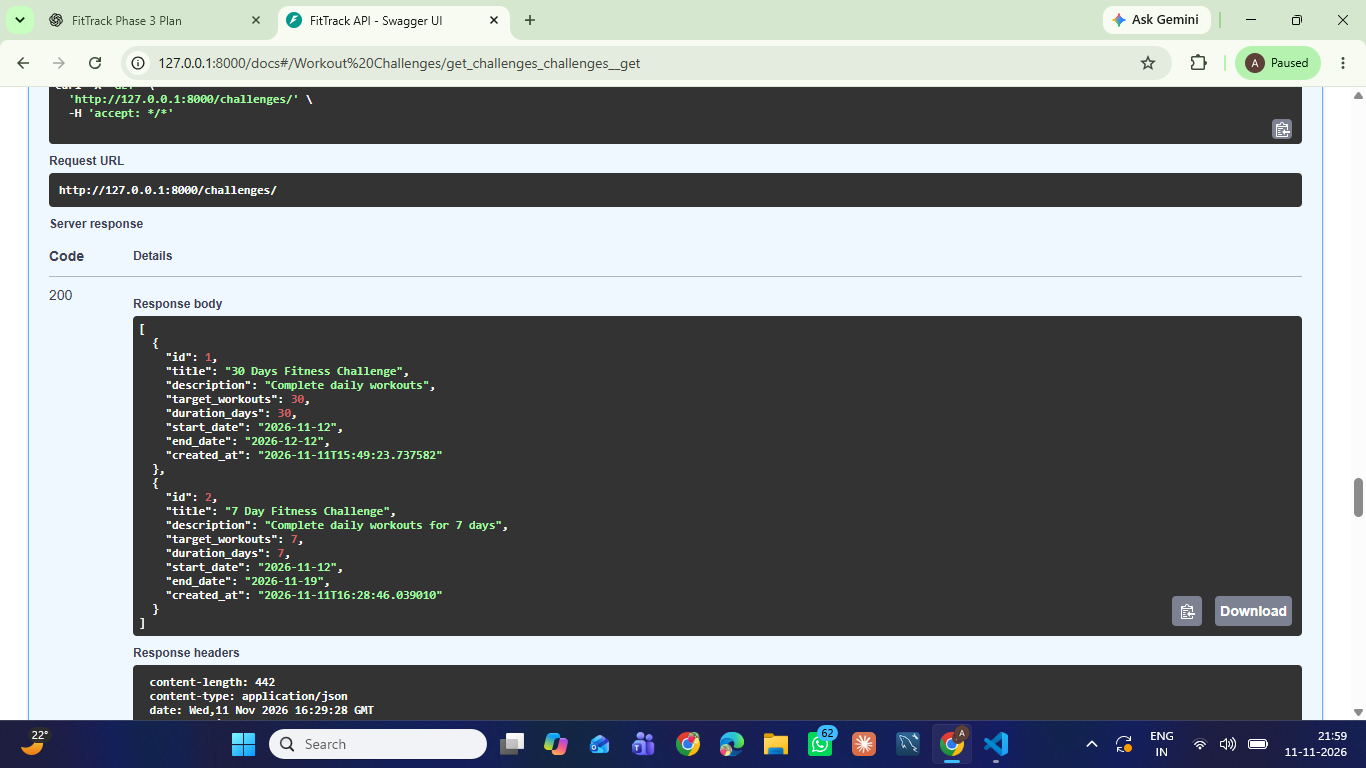 FitTrack Phase 3 Plan
FitTrack API - Swagger UI
Ask Gemini
127.0.0.1:8000/docs#/Workout%20Challenges/get_challenges_challenges__get
A
Paused
'http://127.0.0.1:8000/challenges/' \
-H 'accept: */*'
Request URL
http://127.0.0.1:8000/challenges/
Server response
Code
Details
200
Response body
[
{
"id": 1,
"title": "30 Days Fitness Challenge",
"description": "Complete daily workouts",
"target_workouts": 30,
"duration_days": 30,
"start_date": "2026-11-12",
"end_date": "2026-12-12",
"created_at": "2026-11-11T15:49:23.737582"
},
{
"id": 2,
"title": "7 Day Fitness Challenge",
"description": "Complete daily workouts for 7 days",
"target_workouts": 7,
"duration_days": 7,
"start_date": "2026-11-12",
"end_date": "2026-11-19",
"created_at": "2026-11-11T16:28:46.039010"
}
]
Download
Response headers
content-length: 442
content-type: application/json
date: Wed,11 Nov 2026 16:29:28 GMT
22°
Search
62
A
ENG
IN
21:59
11-11-2026